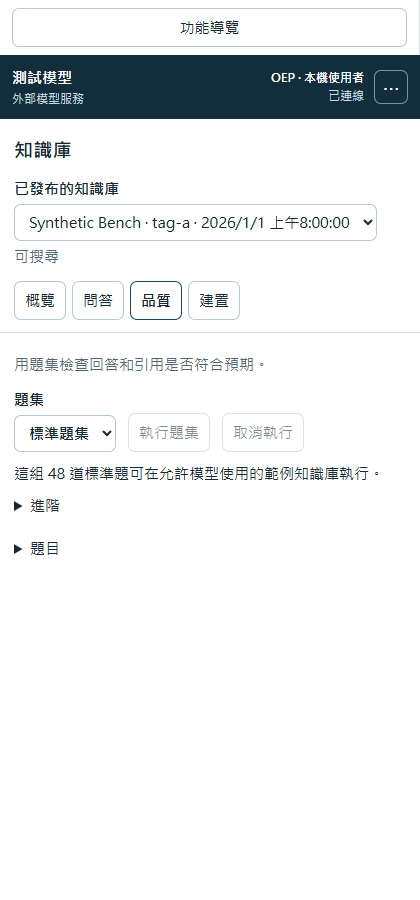 功能導覽
測試模型
外部模型服務
OEP · 本機使用者
已連線
…
知識庫
已發布的知識庫
Synthetic Bench · tag-a · 2026/1/1 上午8:00:00
可搜尋
概覽 問答 品質 建置
用題集檢查回答和引用是否符合預期。
題集
標準題集 執行題集 取消執行
這組 48 道標準題可在允許模型使用的範例知識庫執行。
進階
題目